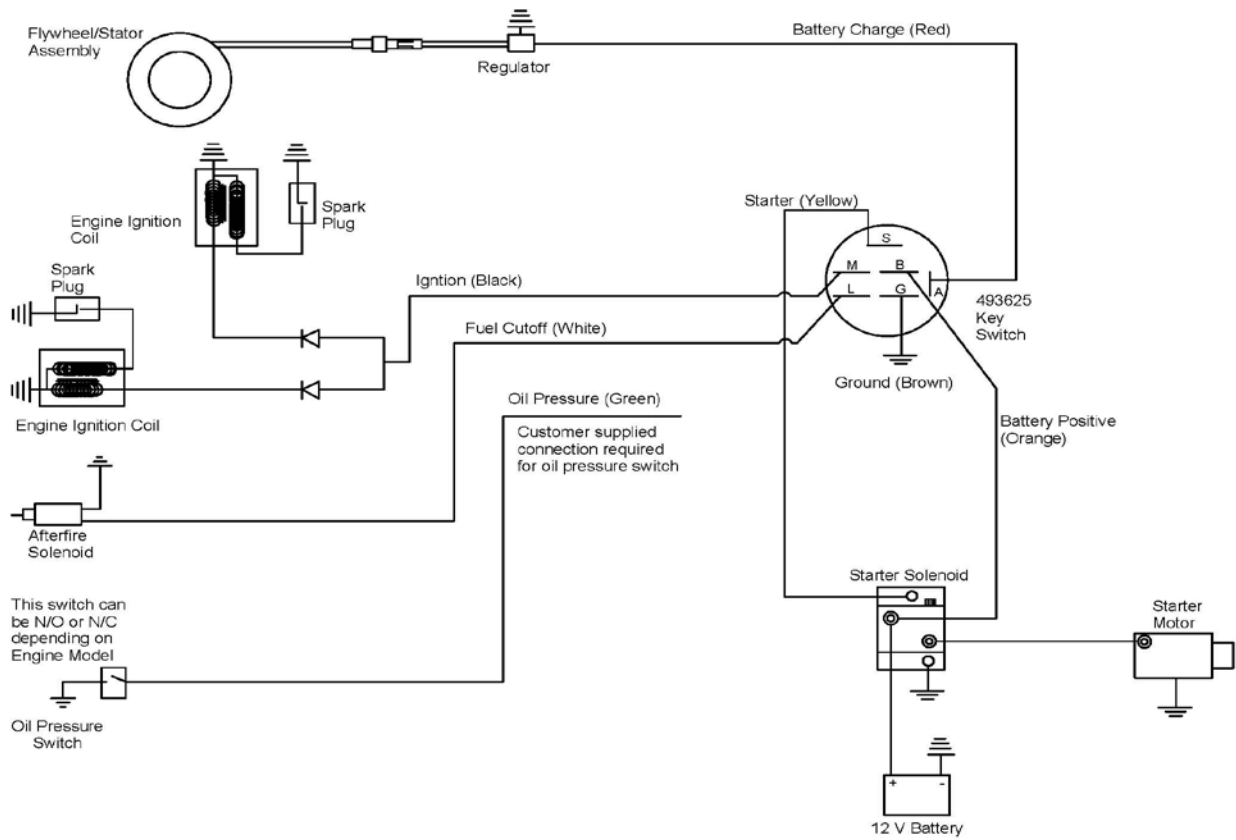 Flywheel/Stator
Assembly
Regulator
Battery Charge (Red)
Engine Ignition
Coil
Spark
Plug
Starter (Yellow)
S
M
B
L
G
A
493625
Key
Switch
Spark
Plug
Igntion (Black)
Fuel Cutoff (White)
Ground (Brown)
Engine Ignition Coil
Oil Pressure (Green)
Customer supplied
connection required
for oil pressure switch
Battery Positive
(Orange)
Afterfire
Solenoid
Starter Solenoid
This switch can
be N/O or N/C
depending on
Engine Model
Starter
Motor
Oil Pressure
Switch
+ -
12 V Battery